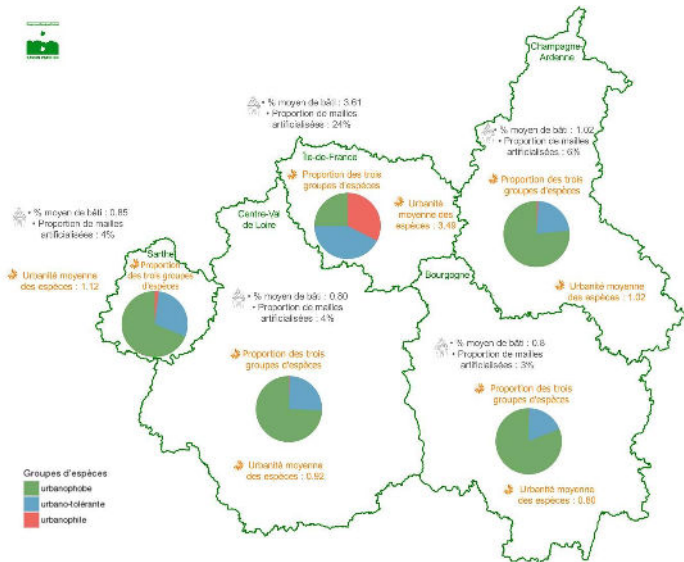 Champagne
Ardenne
• % moyen de bâti : 3.61
• Proportion de mailles
artificialisées : 24%
Île-de-France
Proportion des trois
groupes d'espèces
Urbanité
moyenne des
espèces : 3.49
• % moyen de bâti : 1.02
• Proportion de mailles
artificialisées : 6%
Proportion des trois
groupes d'espèces
Urbanité moyenne
des espèces : 1.02
• % moyen de bâti : 0.85
• Proportion de mailles
artificialisées : 4%
Sarthe
Proportion
des trois groupes
d'espèces
Urbanité moyenne
des espèces : 1.12
Centre-Val
de Loire
• % moyen de bâti : 0.80
• Proportion de mailles
artificialisées : 4%
Proportion des trois
groupes d'espèces
Urbanité moyenne
des espèces : 0.92
Bourgogne
• % moyen de bâti : 0.8
• Proportion de mailles
artificialisées : 3%
Proportion des trois
groupes d'espèces
Urbanité moyenne
des espèces : 0.80
Groupes d'espèces
urbanophobe
urbano-tolérante
urbanophile